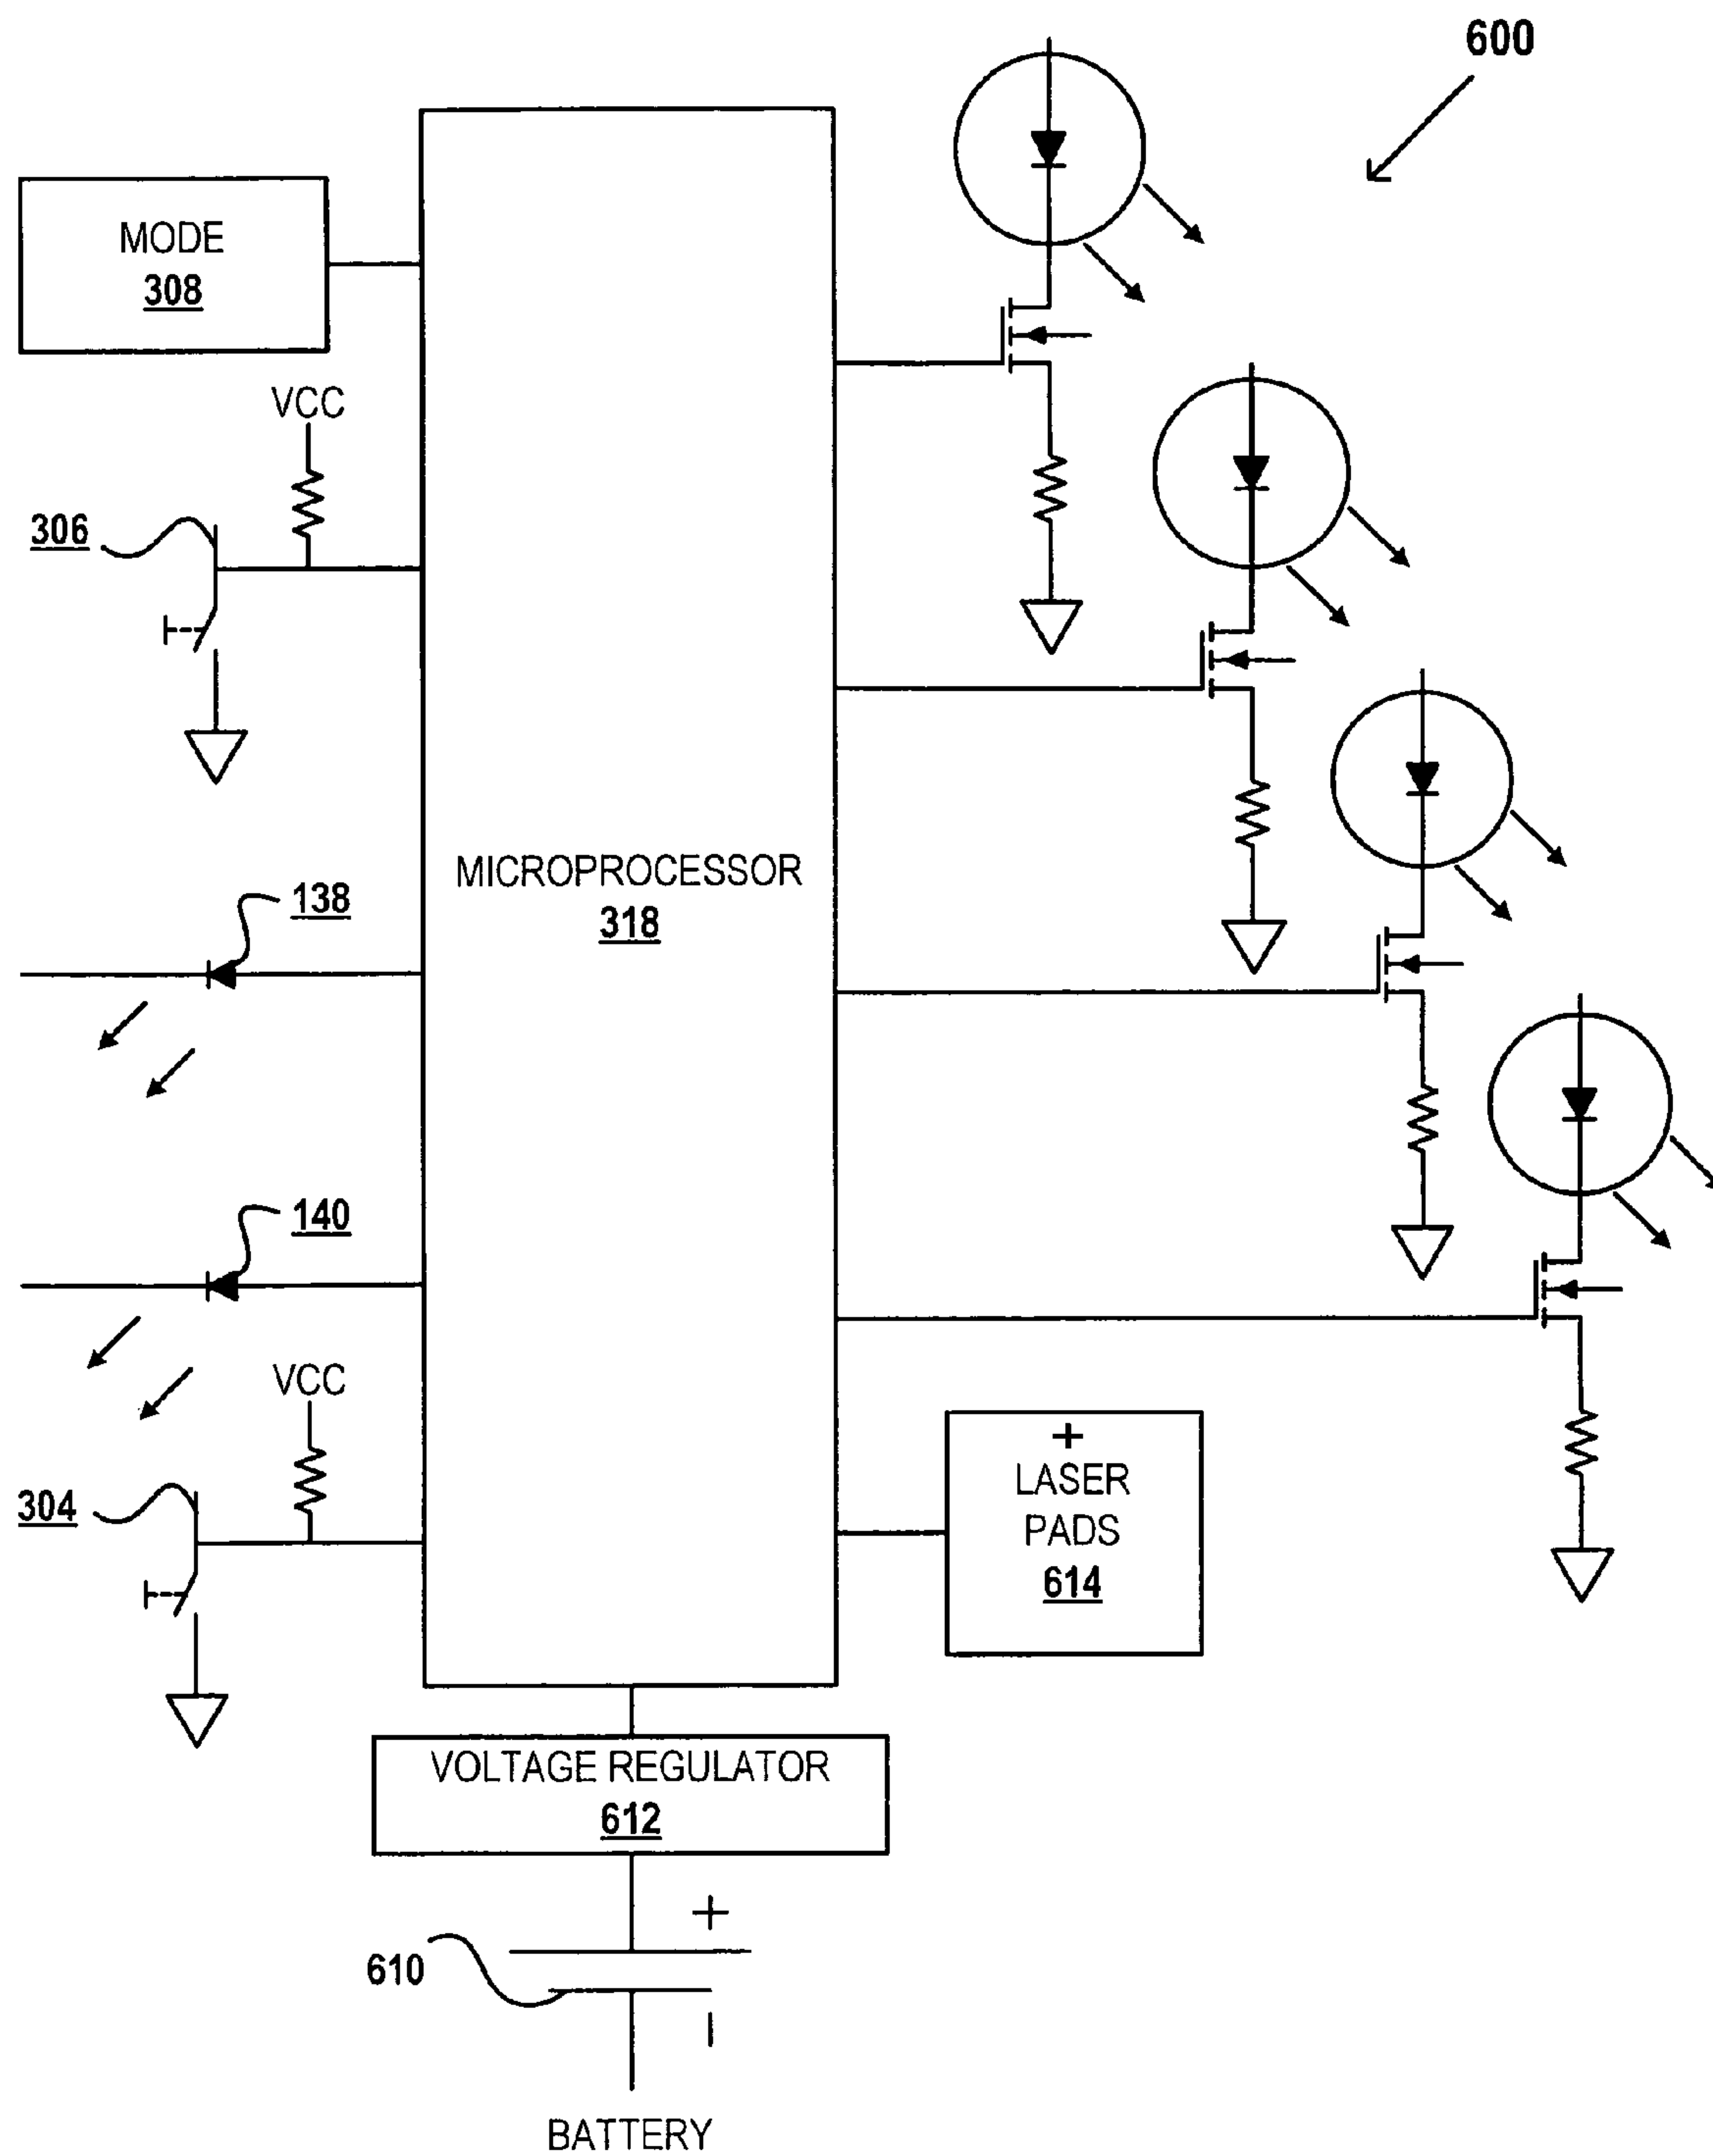 600
MODE
308
VCC
306
MICROPROCESSOR
318
138
140
VCC
304
+
LASER
PADS
614
VOLTAGE REGULATOR
612
+
610
−
BATTERY